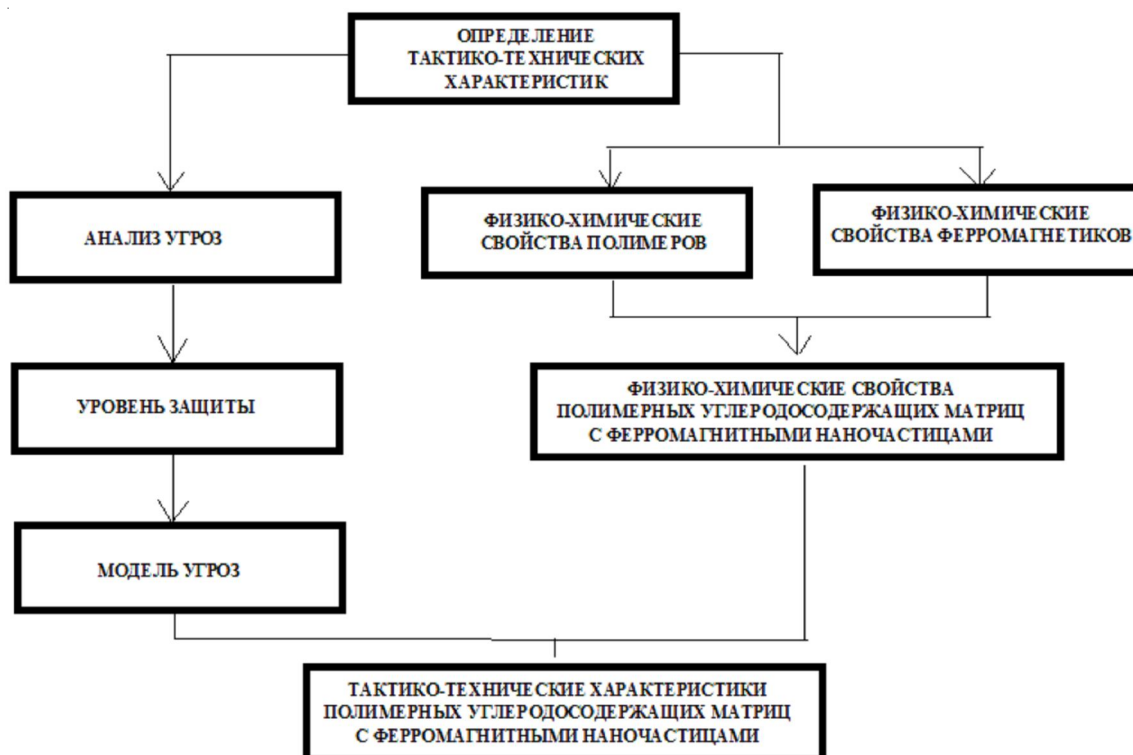 ОПРЕДЕЛЕНИЕ
ТАКТИКО-ТЕХНИЧЕСКИХ
ХАРАКТЕРИСТИК
АНАЛИЗ УГРОЗ
ФИЗИКО-ХИМИЧЕСКИЕ
СВОЙСТВА ПОЛИМЕРОВ
ФИЗИКО-ХИМИЧЕСКИЕ
СВОЙСТВА ФЕРРОМАГНЕТИКОВ
УРОВЕНЬ ЗАЩИТЫ
ФИЗИКО-ХИМИЧЕСКИЕ СВОЙСТВА
ПОЛИМЕРНЫХ УГЛЕРОДОСОДЕРЖАЩИХ МАТРИЦ
С ФЕРРОМАГНИТНЫМИ НАНОЧАСТИЦАМИ
МОДЕЛЬ УГРОЗ
ТАКТИКО-ТЕХНИЧЕСКИЕ ХАРАКТЕРИСТИКИ
ПОЛИМЕРНЫХ УГЛЕРОДОСОДЕРЖАЩИХ МАТРИЦ
С ФЕРРОМАГНИТНЫМИ НАНОЧАСТИЦАМИ